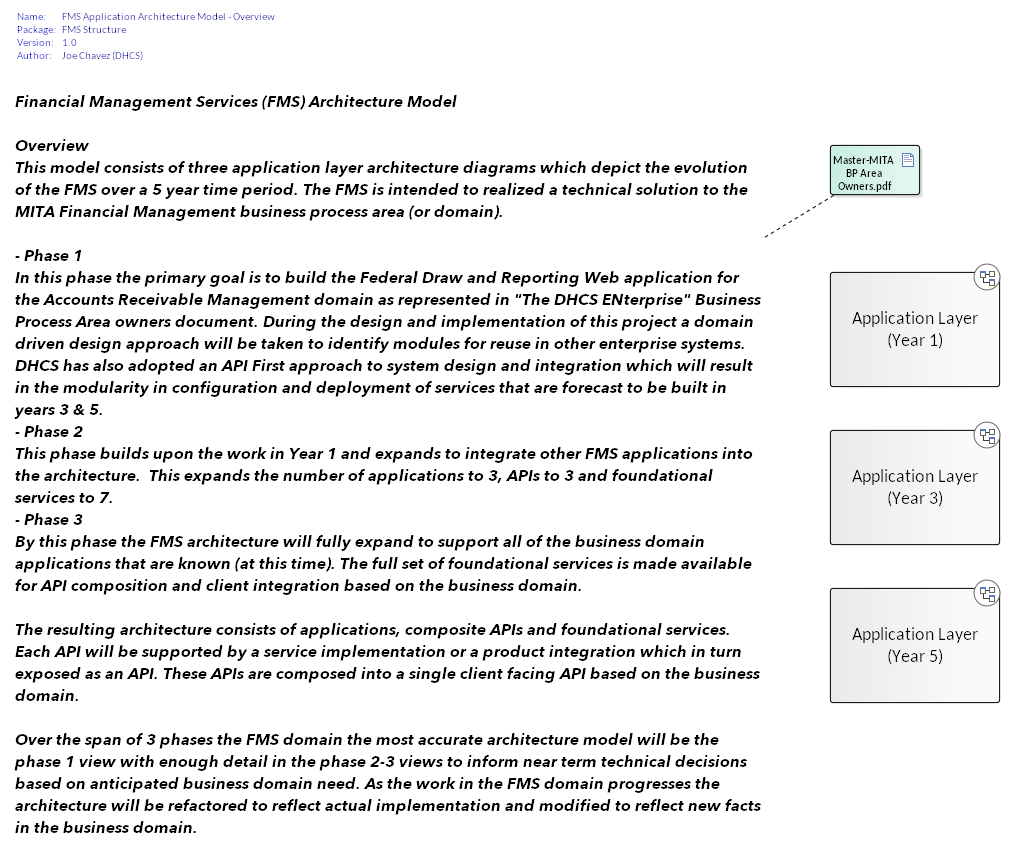 Name: FMS Application Architecture Model - Overview
Package: FMS Structure
Version: 1.0
Author: Joe Chavez (DHCS)
Financial Management Services (FMS) Architecture Model
Overview
This model consists of three application layer architecture diagrams which depict the evolution
of the FMS over a 5 year time period. The FMS is intended to realized a technical solution to the
MITA Financial Management business process area (or domain).
- Phase 1
In this phase the primary goal is to build the Federal Draw and Reporting Web application for
the Accounts Receivable Management domain as represented in "The DHCS ENterprise" Business
Process Area owners document. During the design and implementation of this project a domain
driven design approach will be taken to identify modules for reuse in other enterprise systems.
DHCS has also adopted an API First approach to system design and integration which will result
in the modularity in configuration and deployment of services that are forecast to be built in
years 3 & 5.
- Phase 2
This phase builds upon the work in Year 1 and expands to integrate other FMS applications into
the architecture.  This expands the number of applications to 3, APIs to 3 and foundational
services to 7.
- Phase 3
By this phase the FMS architecture will fully expand to support all of the business domain
applications that are known (at this time). The full set of foundational services is made available
for API composition and client integration based on the business domain.
The resulting architecture consists of applications, composite APIs and foundational services.
Each API will be supported by a service implementation or a product integration which in turn
exposed as an API. These APIs are composed into a single client facing API based on the business
domain.
Over the span of 3 phases the FMS domain the most accurate architecture model will be the
phase 1 view with enough detail in the phase 2-3 views to inform near term technical decisions
based on anticipated business domain need. As the work in the FMS domain progresses the
architecture will be refactored to reflect actual implementation and modified to reflect new facts
in the business domain.
Master-MITA
BP Area
Owners.pdf
Application Layer
(Year 1)
Application Layer
(Year 3)
Application Layer
(Year 5)